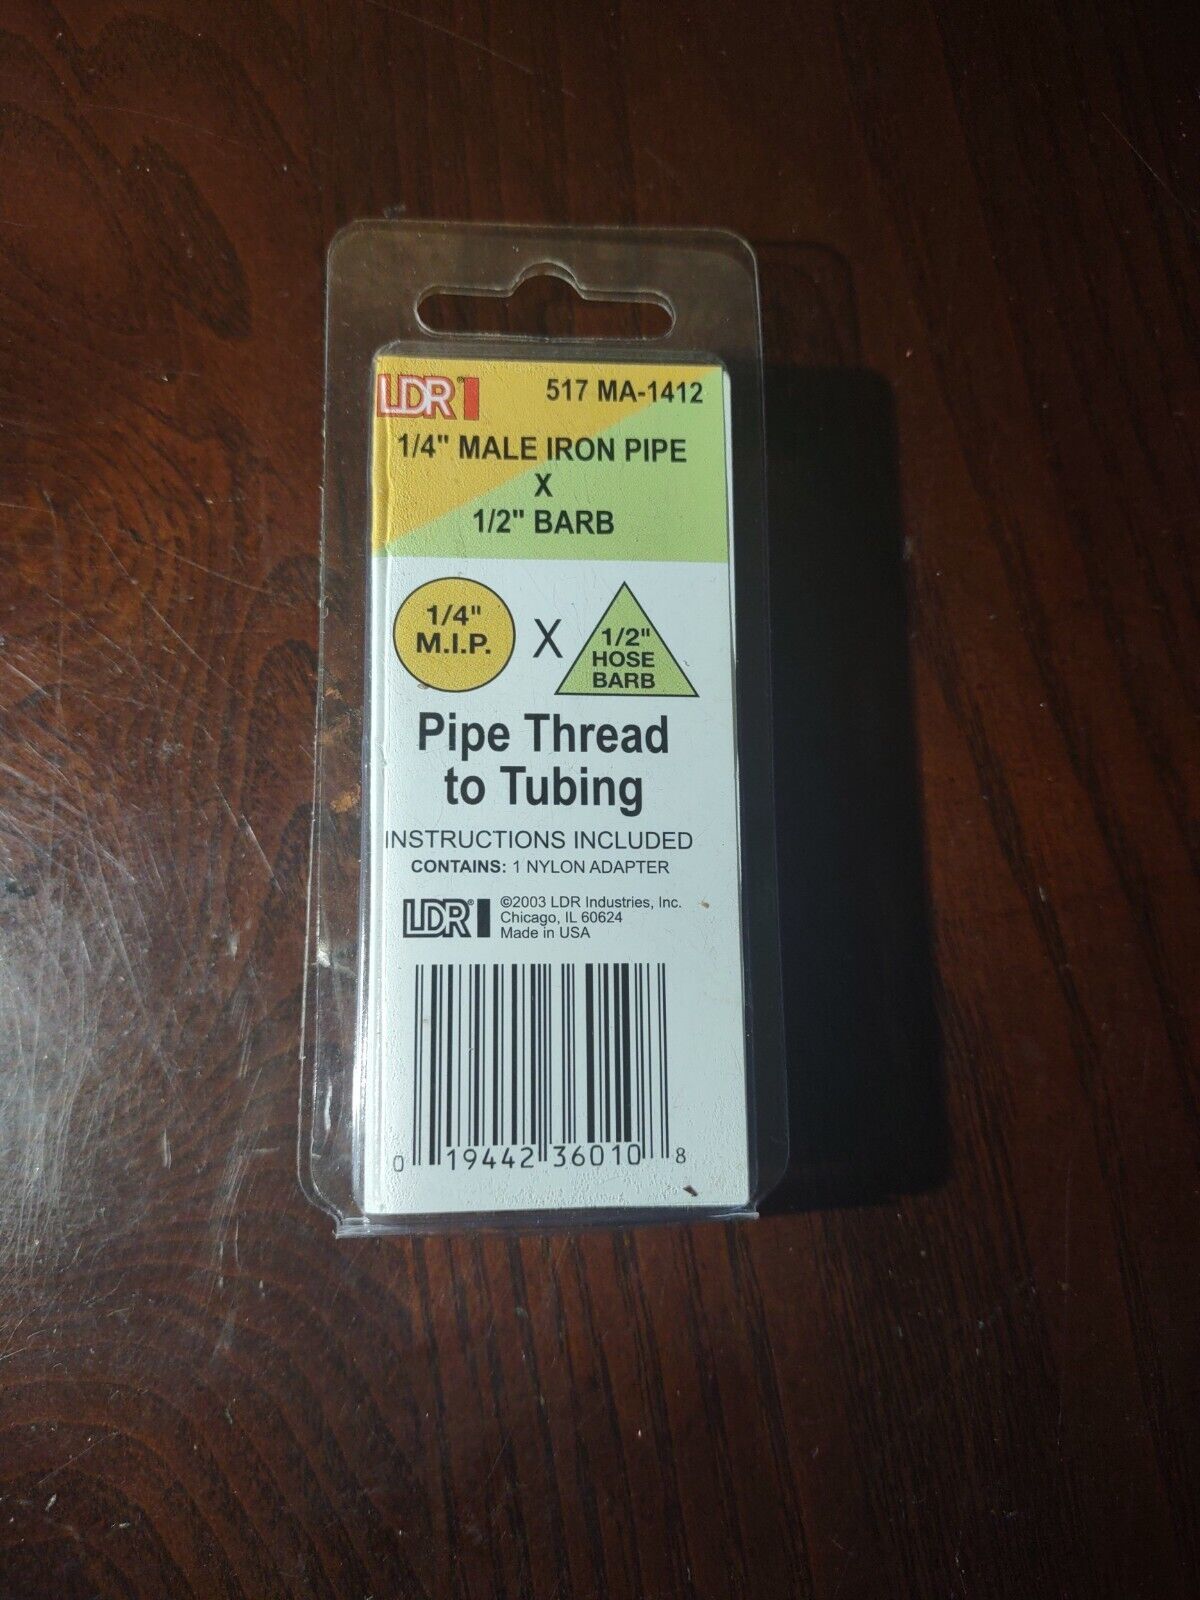 LDR® 517 MA-1412
1/4" MALE IRON PIPE
X
1/2" BARB
1/4"
M.I.P.
X
1/2"
HOSE
BARB
Pipe Thread
to Tubing
INSTRUCTIONS INCLUDED
CONTAINS: 1 NYLON ADAPTER
LDR®
©2003 LDR Industries, Inc.
Chicago, IL 60624
Made in USA
0 19442 36010 8